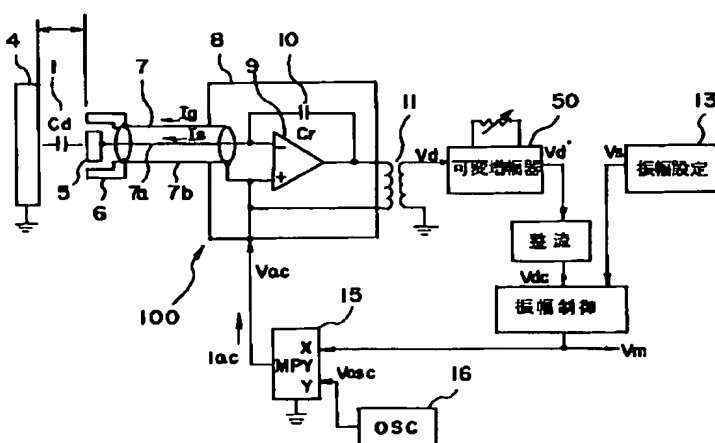 4
1
7
8
9
10
11
50
13
Cd
Ig
Is
Cr
Vd
Vd'
Vs
可変増幅器
振幅設定
5
6
7a
7b
整流
Vdc
振幅制御
100
Vac
Iac
15
X
MPY
Y
Vm
Vosc
16
OSC